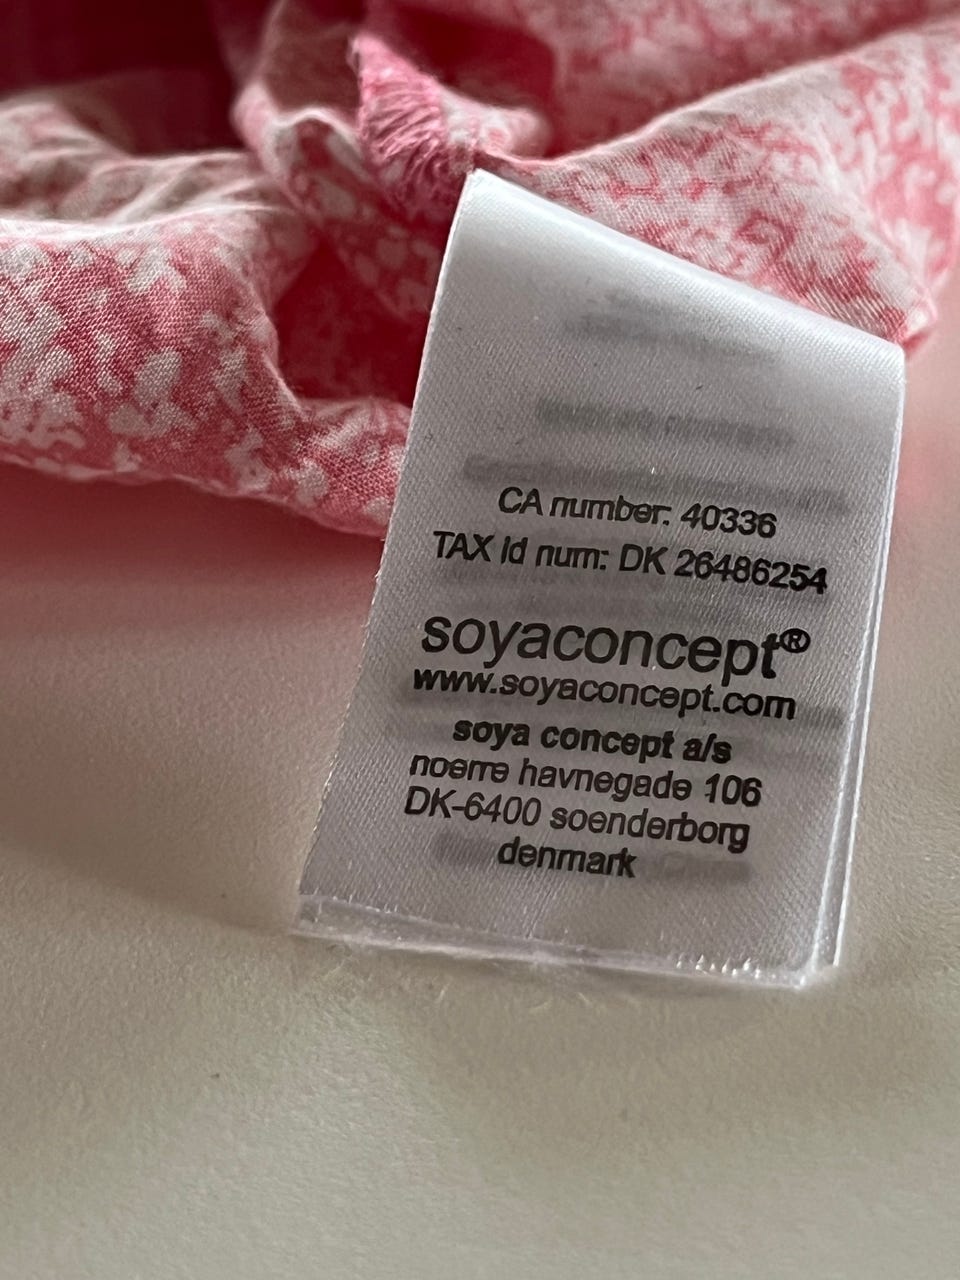 CA number: 40336
TAX id num: DK 26486254
soyaconcept®
www.soyaconcept.com
soya concept a/s
noerre havnegade 106
DK-6400 soenderborg
denmark